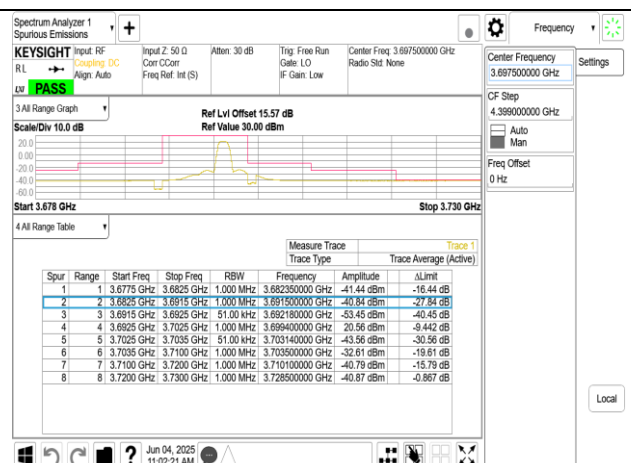 Spectrum Analyzer 1
Spurious Emissions
Frequency
KEYSIGHT Input: RF Input Z: 50 Ω Atten: 30 dB Trig: Free Run Center Freq: 3.697500000 GHz
RL Coupling: DC Corr CCorr Gate: LO Radio Std: None
Align: Auto Freq Ref: Int (S) IF Gain: Low
LXI PASS
Center Frequency
3.697500000 GHz
Settings
CF Step
4.399000000 GHz
Auto
Man
Freq Offset
0 Hz
3 All Range Graph
Ref Lvl Offset 15.57 dB
Scale/Div 10.0 dB Ref Value 30.00 dBm
20.0
0.00
-20.0
-40.0
-60.0
Start 3.678 GHz Stop 3.730 GHz
4 All Range Table
Measure Trace Trace 1
Trace Type Trace Average (Active)
Spur Range Start Freq Stop Freq RBW Frequency Amplitude ΔLimit
1 1 3.6775 GHz 3.6825 GHz 1.000 MHz 3.682350000 GHz -41.44 dBm -16.44 dB
2 2 3.6825 GHz 3.6915 GHz 1.000 MHz 3.691500000 GHz -40.84 dBm -27.84 dB
3 3 3.6915 GHz 3.6925 GHz 51.00 kHz 3.692180000 GHz -53.45 dBm -40.45 dB
4 4 3.6925 GHz 3.7025 GHz 1.000 MHz 3.699400000 GHz 20.56 dBm -9.442 dB
5 5 3.7025 GHz 3.7035 GHz 51.00 kHz 3.703140000 GHz -43.56 dBm -30.56 dB
6 6 3.7035 GHz 3.7100 GHz 1.000 MHz 3.703500000 GHz -32.61 dBm -19.61 dB
7 7 3.7100 GHz 3.7200 GHz 1.000 MHz 3.710100000 GHz -40.79 dBm -15.79 dB
8 8 3.7200 GHz 3.7300 GHz 1.000 MHz 3.728500000 GHz -40.87 dBm -0.867 dB
Local
Jun 04, 2025
11:02:21 AM